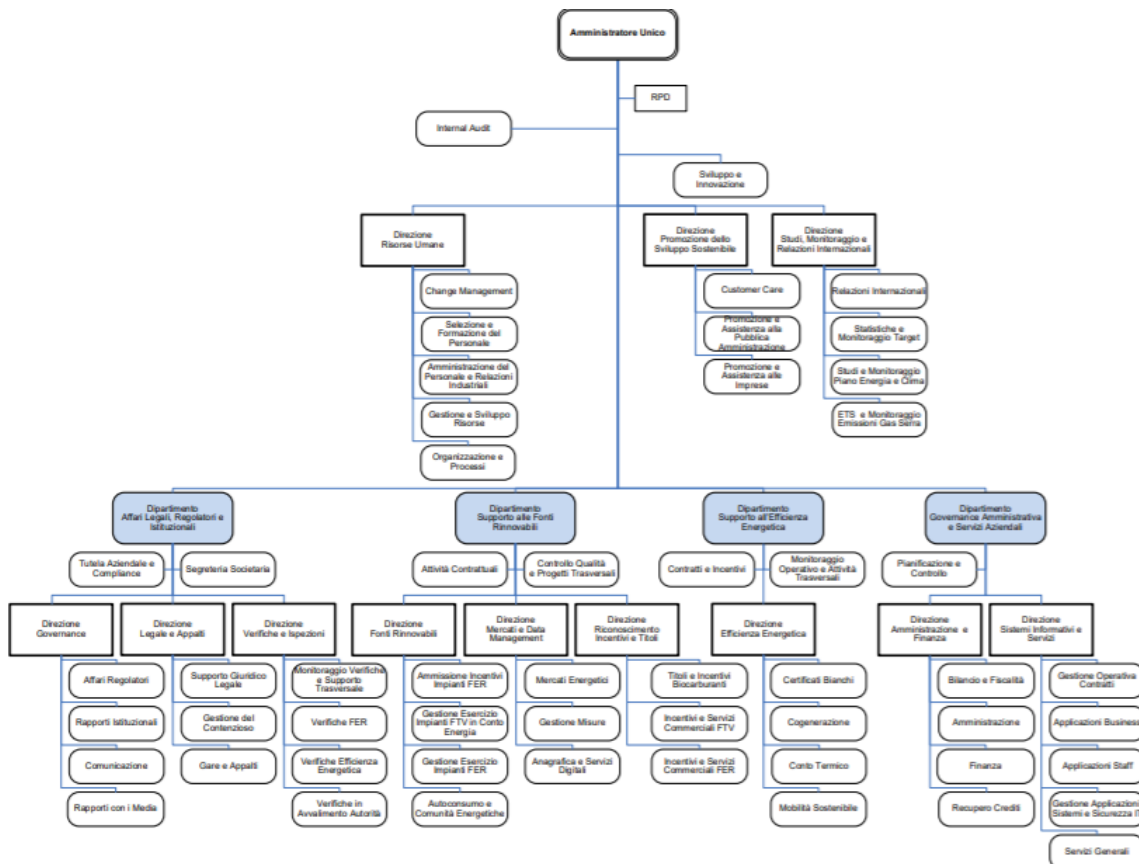 Amministratore Unico
RPD
Internal Audit
Sviluppo e
Innovazione
Direzione
Risorse Umane
Direzione
Promozione dello
Sviluppo Sostenibile
Direzione
Studi, Monitoraggio e
Relazioni Internazionali
Change Management
Selezione e
Formazione del
Personale
Amministrazione del
Personale e Relazioni
Industriali
Gestione e Sviluppo
Risorse
Organizzazione e
Processi
Customer Care
Promozione e
Assistenza alla
Pubblica
Amministrazione
Promozione e
Assistenza alle
Imprese
Relazioni Internazionali
Statistiche e
Monitoraggio Target
Studi e Monitoraggio
Piano Energia e Clima
ETS e Monitoraggio
Emissioni Gas Serra
Dipartimento
Affari Legali, Regolatori e
Istituzionali
Dipartimento
Supporto alle Fonti
Rinnovabili
Dipartimento
Supporto all'Efficienza
Energetica
Dipartimento
Governance Amministrativa
e Servizi Aziendali
Tutela Aziendale e
Compliance
Segreteria Societaria
Attività Contrattuali
Controllo Qualità
e Progetti Trasversali
Contratti e Incentivi
Monitoraggio
Operativo e Attività
Trasversali
Pianificazione e
Controllo
Direzione
Governance
Direzione
Legale e Appalti
Direzione
Verifiche e Ispezioni
Direzione
Fonti Rinnovabili
Direzione
Mercati e Data
Management
Direzione
Riconoscimento
Incentivi e Titoli
Direzione
Efficienza Energetica
Direzione
Amministrazione e
Finanza
Direzione
Sistemi Informativi e
Servizi
Affari Regolatori
Rapporti Istituzionali
Comunicazione
Rapporti con i Media
Supporto Giuridico
Legale
Gestione del
Contenzioso
Gare e Appalti
Monitoraggio Verifiche
e Supporto
Trasversale
Verifiche FER
Verifiche Efficienza
Energetica
Verifiche in
Avvalimento Autorità
Ammissione Incentivi
Impianti FER
Gestione Esercizio
Impianti FTV in Conto
Energia
Gestione Esercizio
Impianti FER
Autoconsumo e
Comunità Energetiche
Mercati Energetici
Gestione Misure
Anagrafica e Servizi
Digitali
Titoli e Incentivi
Biocarburanti
Incentivi e Servizi
Commerciali FTV
Incentivi e Servizi
Commerciali FER
Certificati Bianchi
Cogenerazione
Conto Termico
Mobilità Sostenibile
Bilancio e Fiscalità
Amministrazione
Finanza
Recupero Crediti
Gestione Operativa
Contratti
Applicazioni Business
Applicazioni Staff
Gestione Applicazioni
Sistemi e Sicurezza IT
Servizi Generali